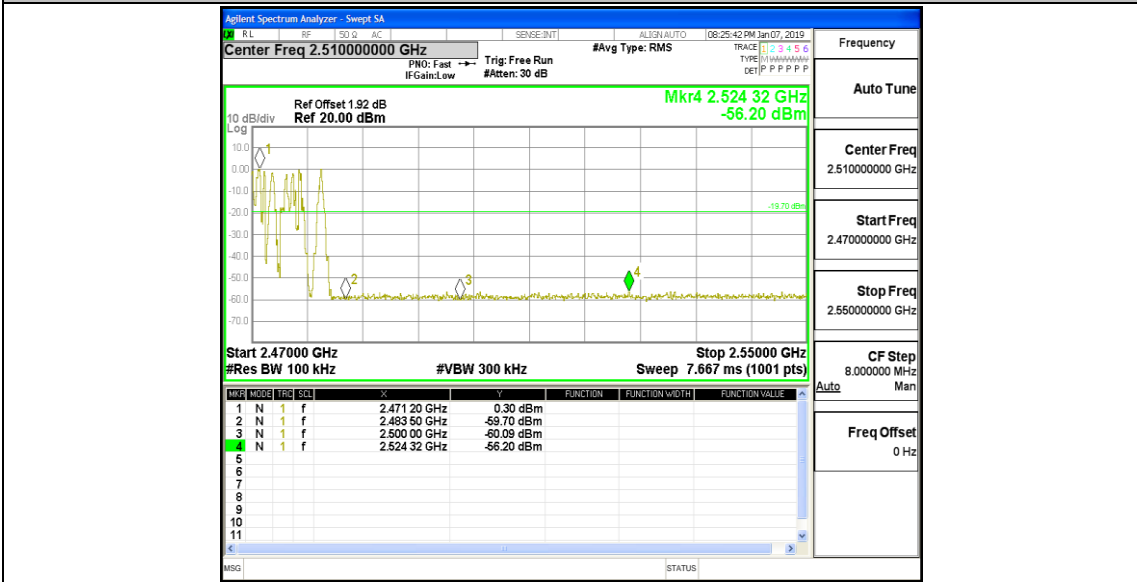 Agilent Spectrum Analyzer - Swept SA
LXI RL RF 50 Ω AC SENSE:INT ALIGN AUTO 08:25:42 PM Jan 07, 2019
Center Freq 2.510000000 GHz
PNO: Fast
IFGain:Low
Trig: Free Run
#Atten: 30 dB
#Avg Type: RMS
TRACE 1 2 3 4 5 6
TYPE M
DET P P P P P P
Ref Offset 1.92 dB
10 dB/div Ref 20.00 dBm
Log
Mkr4 2.524 32 GHz
-56.20 dBm
10.0
0.00
-10.0
-20.0
-30.0
-40.0
-50.0
-60.0
-70.0
1
2
3
4
-19.70 dBm
Start 2.47000 GHz Stop 2.55000 GHz
#Res BW 100 kHz #VBW 300 kHz Sweep 7.667 ms (1001 pts)
MKR MODE TRC SCL X Y FUNCTION FUNCTION WIDTH FUNCTION VALUE
1 N 1 f 2.471 20 GHz 0.30 dBm
2 N 1 f 2.483 50 GHz -59.70 dBm
3 N 1 f 2.500 00 GHz -60.09 dBm
4 N 1 f 2.524 32 GHz -56.20 dBm
5
6
7
8
9
10
11
MSG STATUS
Frequency
Auto Tune
Center Freq
2.510000000 GHz
Start Freq
2.470000000 GHz
Stop Freq
2.550000000 GHz
CF Step
8.000000 MHz
Auto Man
Freq Offset
0 Hz